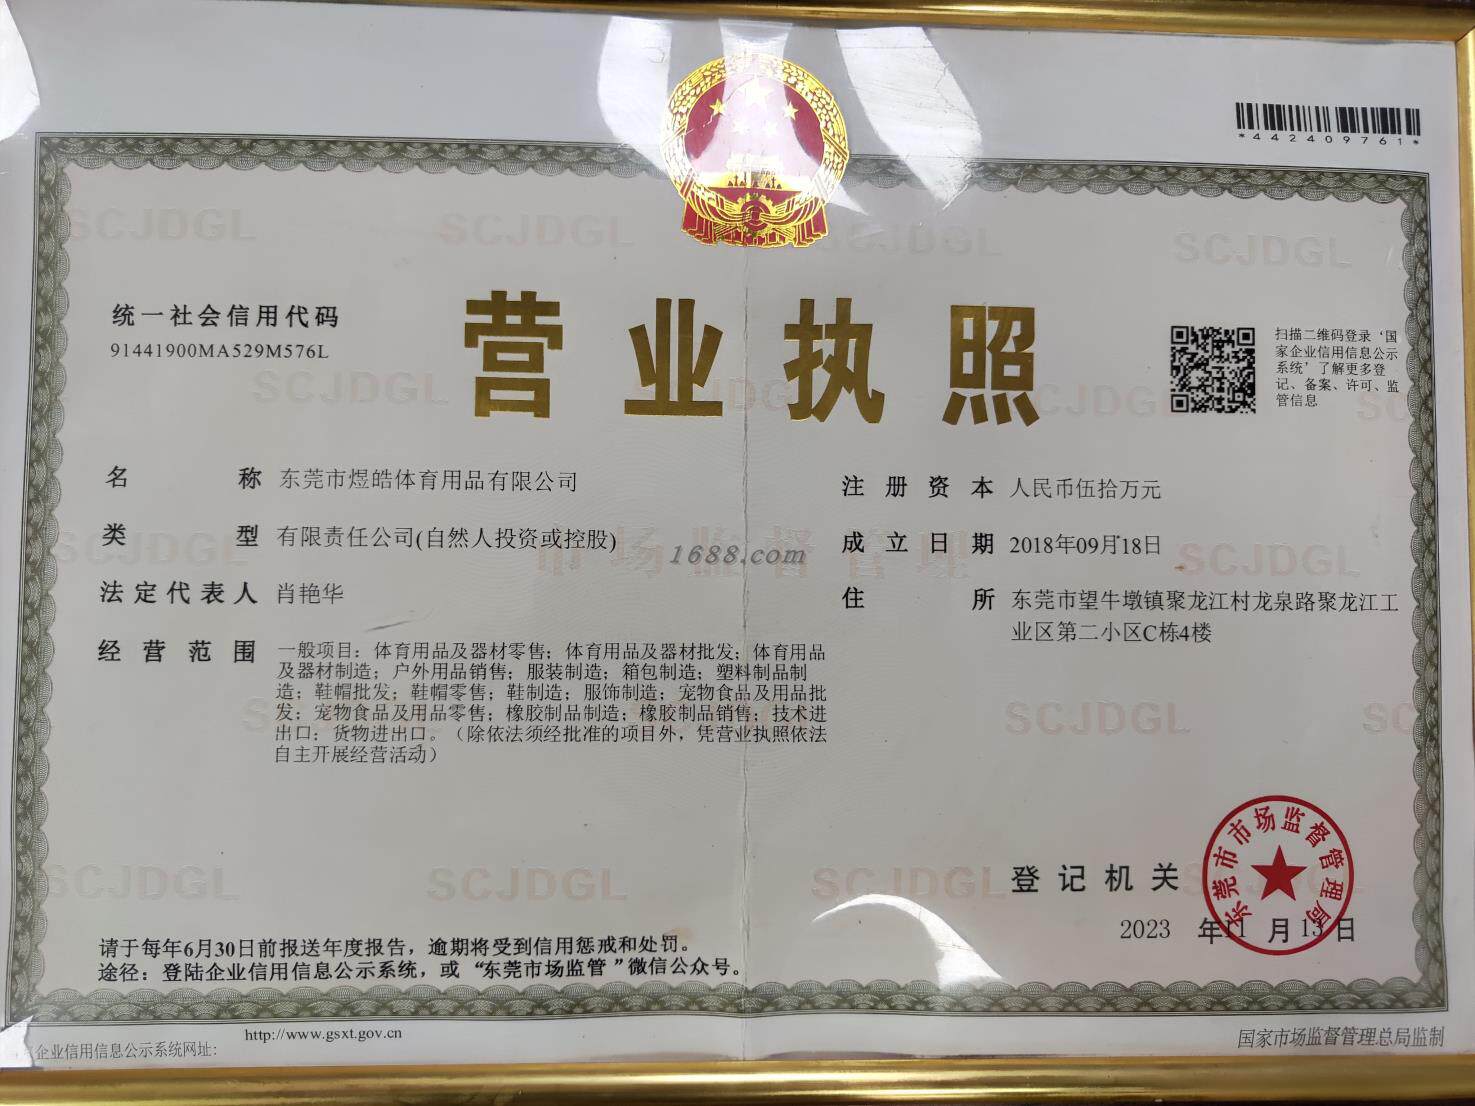 *442409761*
统一社会信用代码
91441900MA529M576L
营业执照
扫描二维码登录‘国
家企业信用信息公示
系统’了解更多登
记、备案、许可、监
管信息
名称 东莞市煜皓体育用品有限公司
类型 有限责任公司(自然人投资或控股)
法定代表人 肖艳华
经营范围 一般项目：体育用品及器材零售；体育用品及器材批发；体育用品
及器材制造；户外用品销售；服装制造；箱包制造；塑料制品制
造；鞋帽批发；鞋帽零售；鞋制造；服饰制造；宠物食品及用品批
发；宠物食品及用品零售；橡胶制品制造；橡胶制品销售；技术进
出口；货物进出口。（除依法须经批准的项目外，凭营业执照依法
自主开展经营活动）
注册资本 人民币伍拾万元
成立日期 2018年09月18日
住所 东莞市望牛墩镇聚龙江村龙泉路聚龙江工
业区第二小区C栋4楼
1688.com
市场监督管理
SCJDGL
登记机关
东莞市市场监督管理局
2023 年11 月 13 日
请于每年6月30日前报送年度报告，逾期将受到信用惩戒和处罚。
途径：登陆企业信用信息公示系统，或“东莞市场监管”微信公众号。
企业信用信息公示系统网址：
http://www.gsxt.gov.cn
国家市场监督管理总局监制